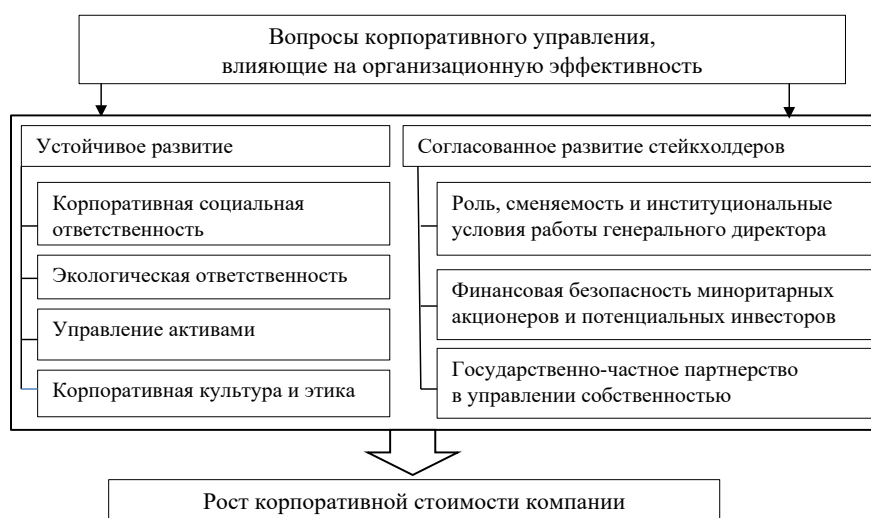 Вопросы корпоративного управления,
влияющие на организационную эффективность
Устойчивое развитие
Корпоративная социальная
ответственность
Экологическая ответственность
Управление активами
Корпоративная культура и этика
Согласованное развитие стейкхолдеров
Роль, сменяемость и институциональные
условия работы генерального директора
Финансовая безопасность миноритарных
акционеров и потенциальных инвесторов
Государственно-частное партнерство
в управлении собственностью
Рост корпоративной стоимости компании